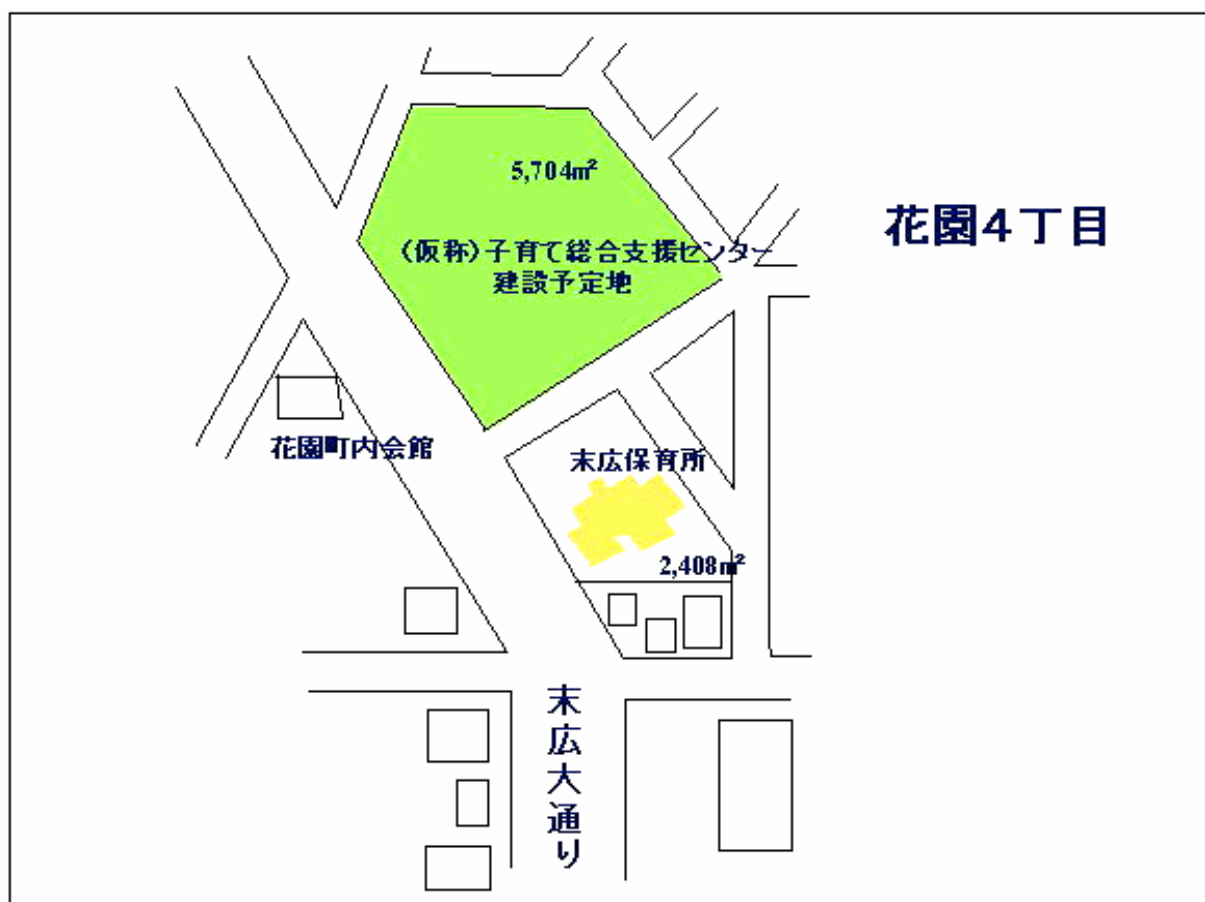 5,704㎡
花園4丁目
(仮称)子育て総合支援センター
建設予定地
花園町内会館
末広保育所
2,408㎡
末広大通り